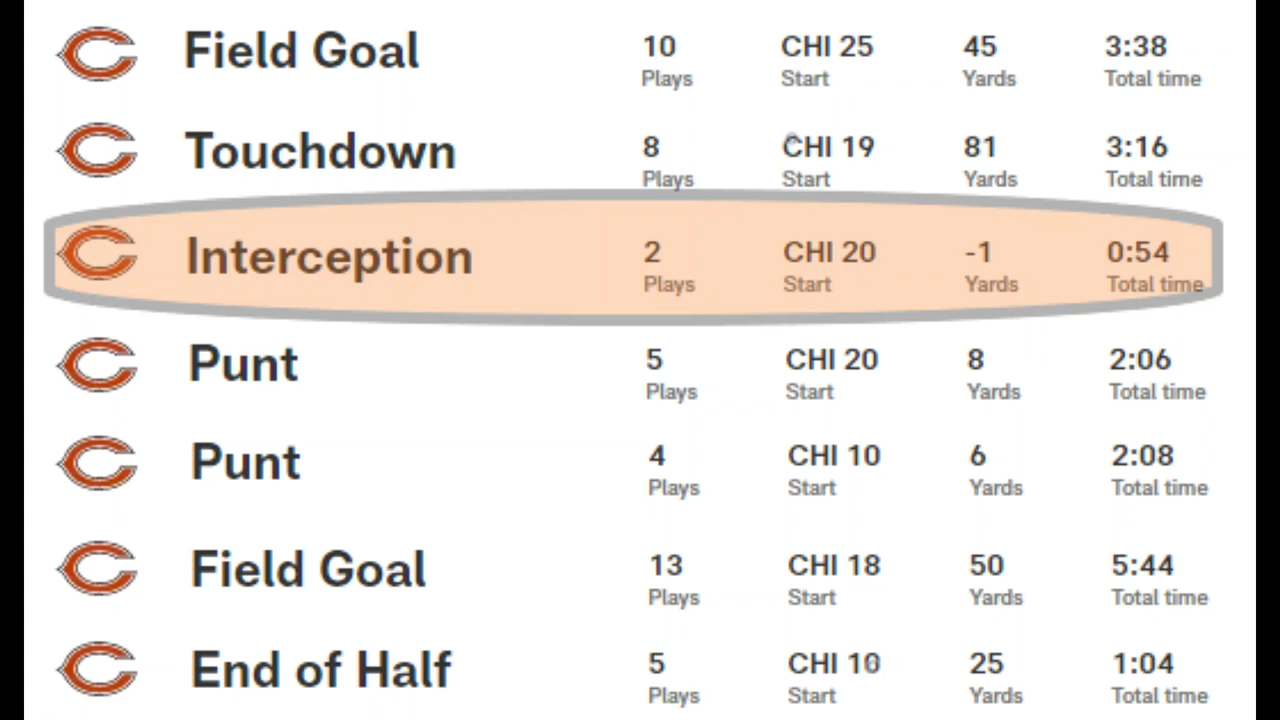 Field Goal 10 CHI 25 45 3:38
Plays Start Yards Total time
Touchdown 8 CHI 19 81 3:16
Plays Start Yards Total time
Interception 2 CHI 20 -1 0:54
Plays Start Yards Total time
Punt 5 CHI 20 8 2:06
Plays Start Yards Total time
Punt 4 CHI 10 6 2:08
Plays Start Yards Total time
Field Goal 13 CHI 18 50 5:44
Plays Start Yards Total time
End of Half 5 CHI 25 1:04
Plays Start Yards Total time